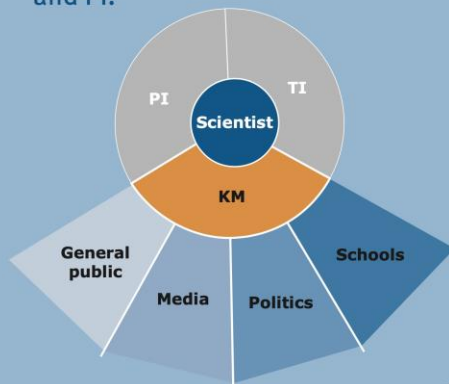 and PI.
PI
TI
Scientist
KM
General
public
Media
Politics
Schools